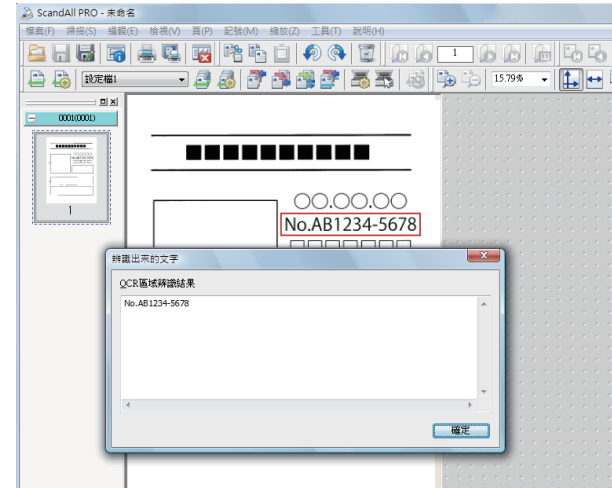 ScandAll PRO - 未命名
檔案(F) 掃描(S) 編輯(E) 檢視(V) 頁(P) 記號(M) 縮放(Z) 工具(T) 說明(H)
1
設定檔1
15.79%
0001(0001)
1
○○.○○.○○
No.AB1234-5678
辨識出來的文字
OCR區域辨識結果
No.AB1234-5678
確定